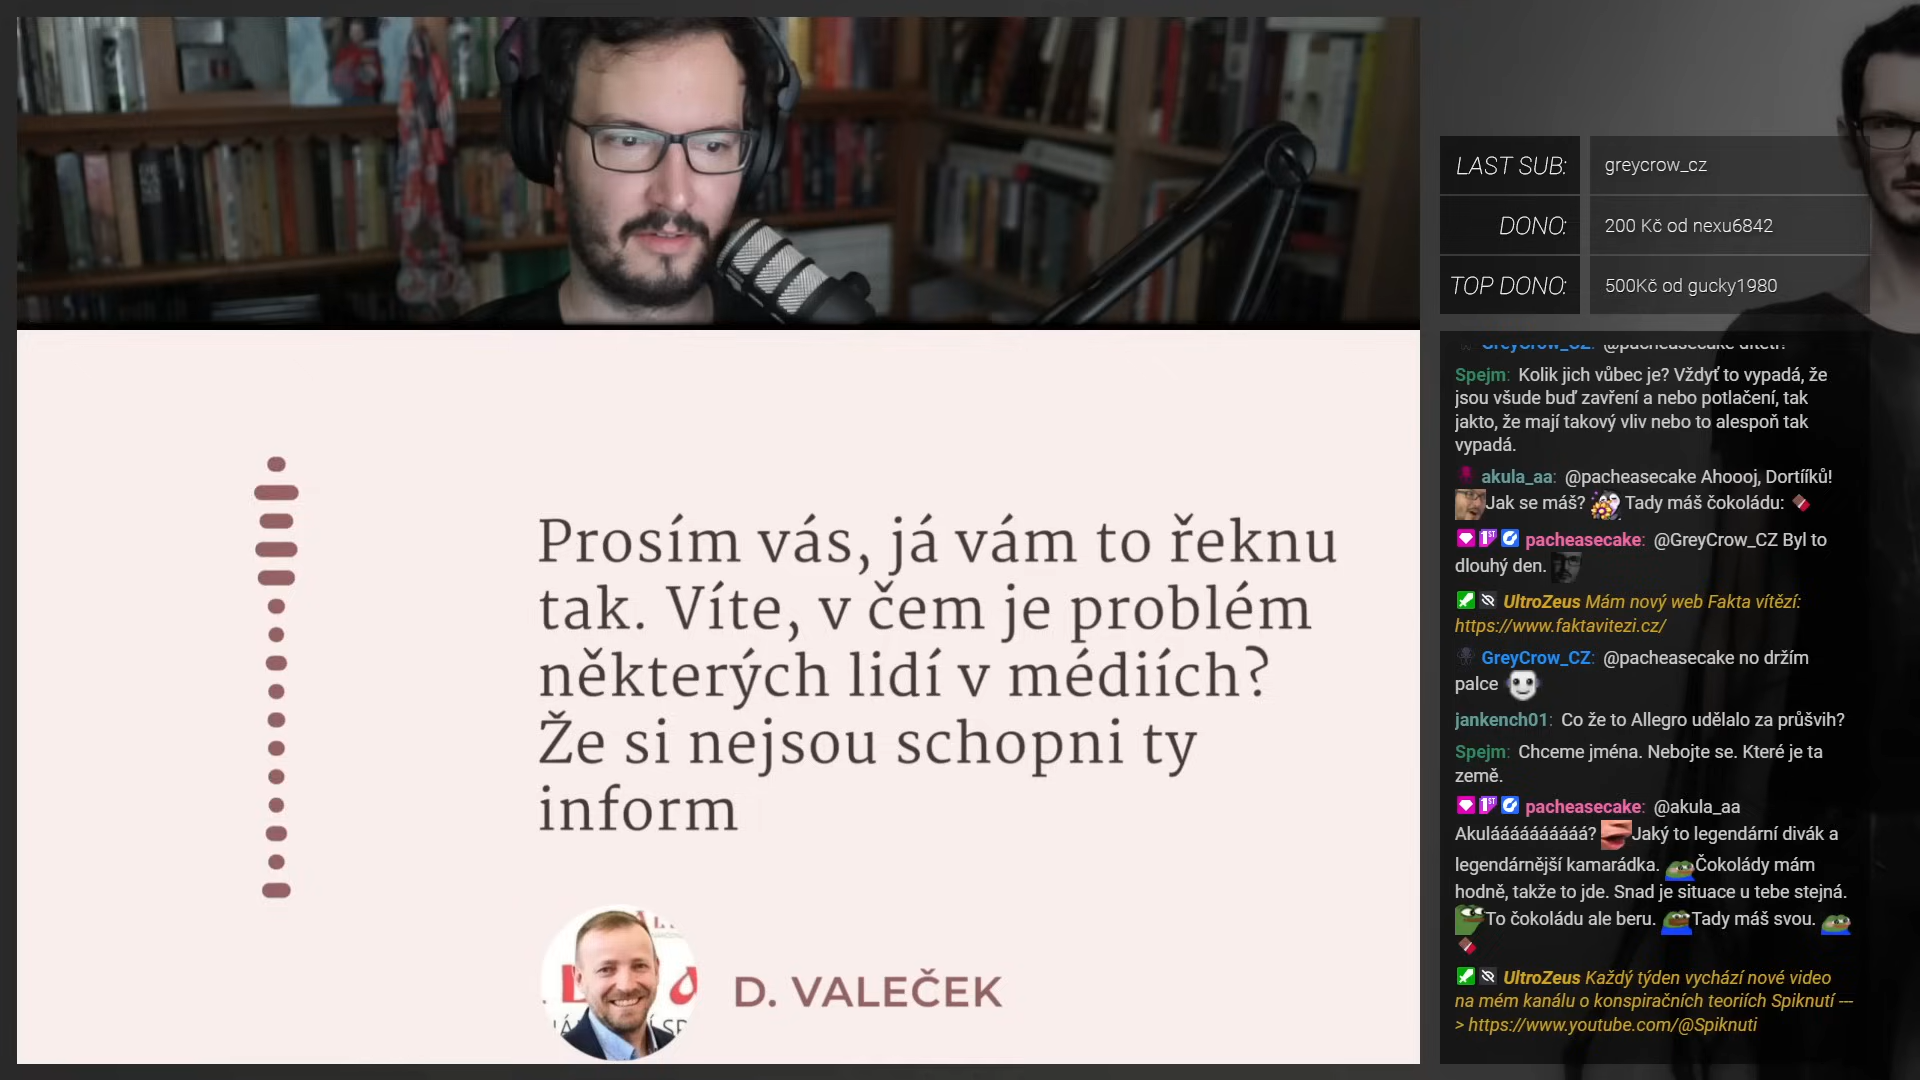 LAST SUB:
greycrow_cz
DONO:
200 Kč od nexu6842
TOP DONO:
500Kč od gucky1980
Prosím vás, já vám to řeknu
tak. Víte, v čem je problém
některých lidí v médiích?
Že si nejsou schopni ty
inform
D. VALEČEK
GreyCrow_CZ: @pacheasecake dítětí!
Spejm: Kolik jich vůbec je? Vždyť to vypadá, že
jsou všude buď zavření a nebo potlačení, tak
jakto, že mají takový vliv nebo to alespoň tak
vypadá.
akula_aa: @pacheasecake Ahoooj, Dortííků!
Jak se máš? Tady máš čokoládu:
pacheasecake: @GreyCrow_CZ Byl to
dlouhý den.
UltroZeus Mám nový web Fakta vítězí:
https://www.faktavitezi.cz/
GreyCrow_CZ: @pacheasecake no držím
palce
jankench01: Co že to Allegro udělalo za průšvih?
Spejm: Chceme jména. Nebojte se. Které je ta
země.
pacheasecake: @akula_aa
Akulááááááááááá? Jaký to legendární divák a
legendárnější kamarádka. Čokolády mám
hodně, takže to jde. Snad je situace u tebe stejná.
To čokoládu ale beru. Tady máš svou.
UltroZeus Každý týden vychází nové video
na mém kanálu o konspiračních teoriích Spiknutí ---
> https://www.youtube.com/@Spiknuti